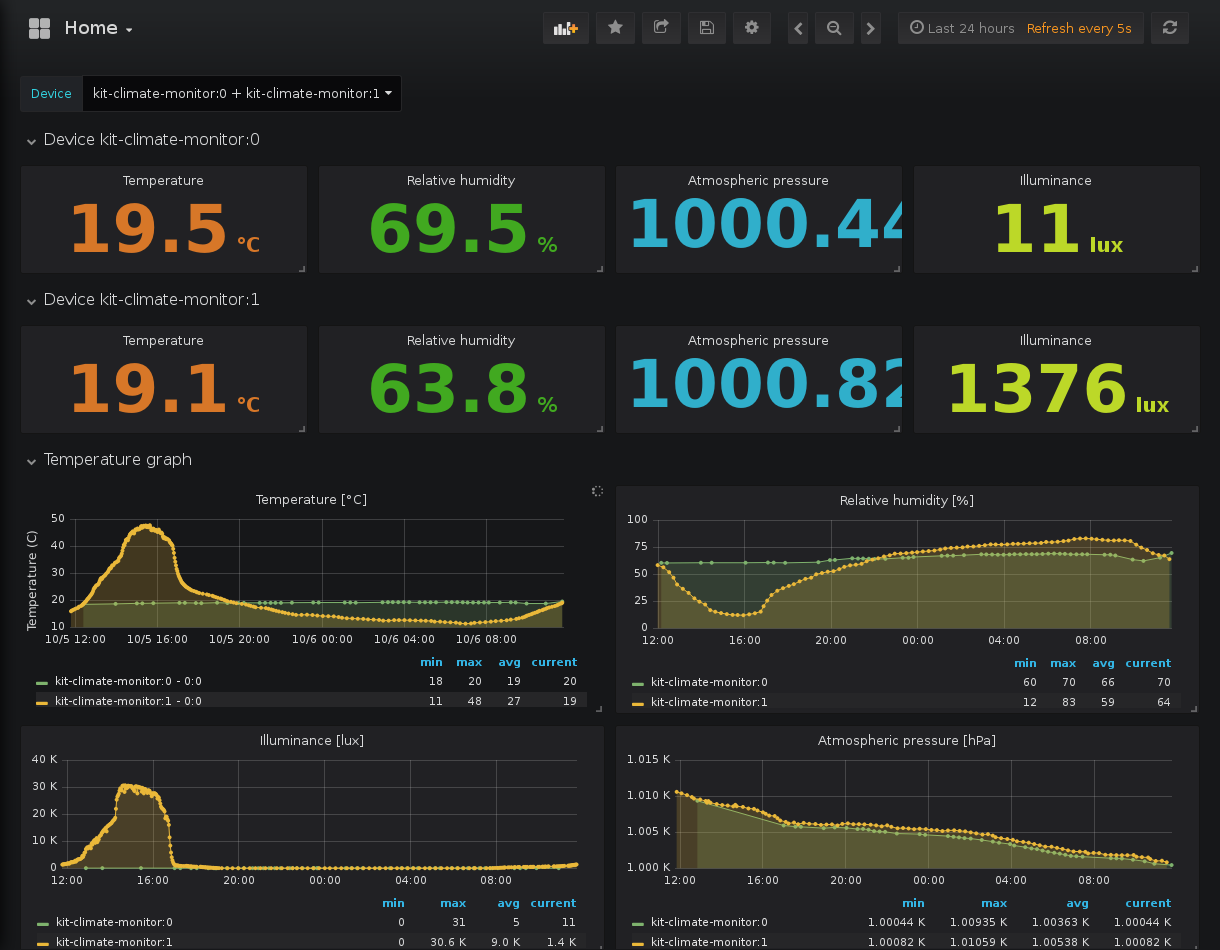 Home
Last 24 hours Refresh every 5s
Device kit-climate-monitor:0 + kit-climate-monitor:1
Device kit-climate-monitor:0
Temperature Relative humidity Atmospheric pressure Illuminance
19.5 °C 69.5 % 1000.44 11 lux
Device kit-climate-monitor:1
Temperature Relative humidity Atmospheric pressure Illuminance
19.1 °C 63.8 % 1000.82 1376 lux
Temperature graph
Temperature [°C]
Temperature (C)
50
40
30
20
10
10/5 12:00 10/5 16:00 10/5 20:00 10/6 00:00 10/6 04:00 10/6 08:00
min max avg current
kit-climate-monitor:0 - 0:0 18 20 19 20
kit-climate-monitor:1 - 0:0 11 48 27 19
Relative humidity [%]
100
75
50
25
0
12:00 16:00 20:00 00:00 04:00 08:00
min max avg current
kit-climate-monitor:0 60 70 66 70
kit-climate-monitor:1 12 83 59 64
Illuminance [lux]
40 K
30 K
20 K
10 K
0
12:00 16:00 20:00 00:00 04:00 08:00
min max avg current
kit-climate-monitor:0 0 31 5 11
kit-climate-monitor:1 0 30.6 K 9.0 K 1.4 K
Atmospheric pressure [hPa]
1.015 K
1.010 K
1.005 K
1.000 K
12:00 16:00 20:00 00:00 04:00 08:00
min max avg current
kit-climate-monitor:0 1.00044 K 1.00935 K 1.00363 K 1.00044 K
kit-climate-monitor:1 1.00082 K 1.01059 K 1.00538 K 1.00082 K